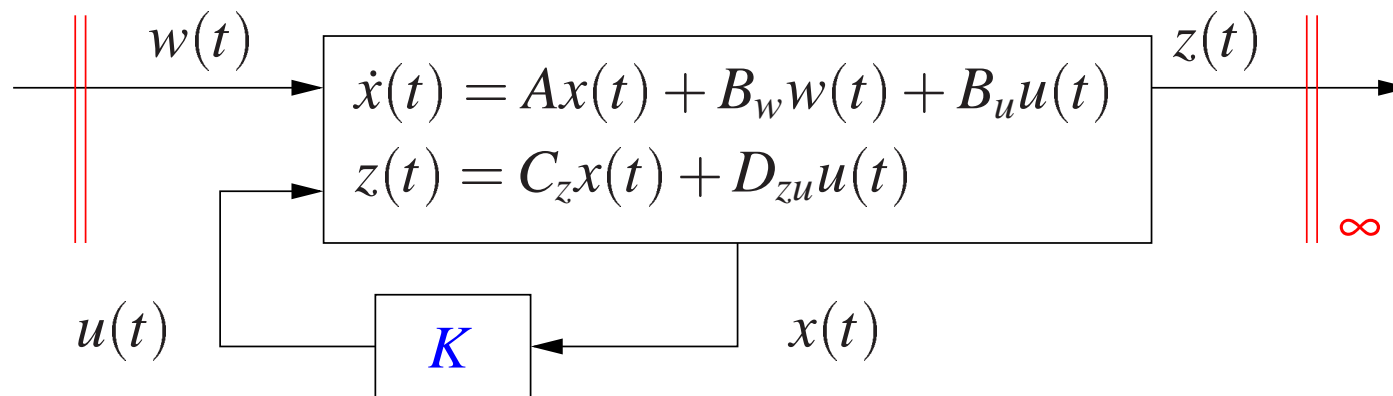 w(t)
z(t)
ẋ(t) = Ax(t) + B_w w(t) + B_u u(t)
z(t) = C_z x(t) + D_zu u(t)
∞
u(t)
K
x(t)